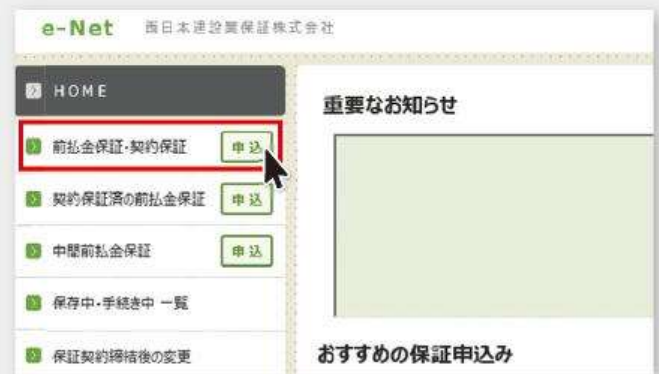 e-Net 西日本建設業保証株式会社
HOME
前払金保証・契約保証 申込
契約保証済の前払金保証 申込
中間前払金保証 申込
保存中・手続き中 一覧
保証契約締結後の変更
重要なお知らせ
おすすめの保証申込み